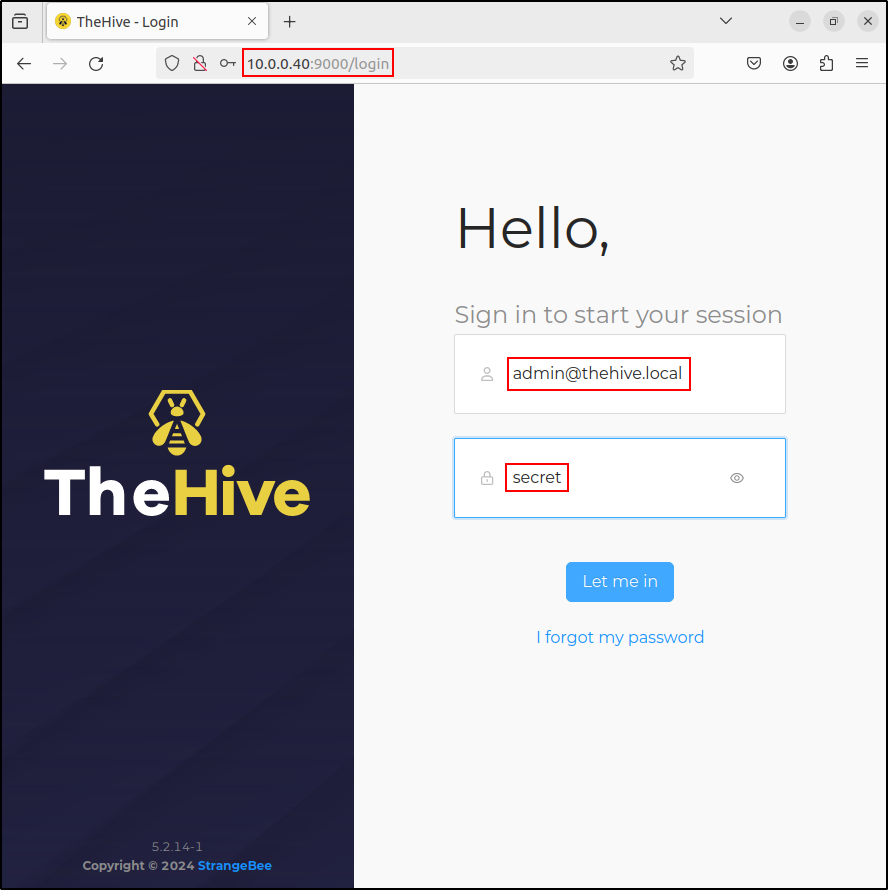 TheHive - Login
10.0.0.40:9000/login
Hello,
Sign in to start your session
admin@thehive.local
secret
Let me in
I forgot my password
TheHive
5.2.14-1
Copyright © 2024 StrangeBee